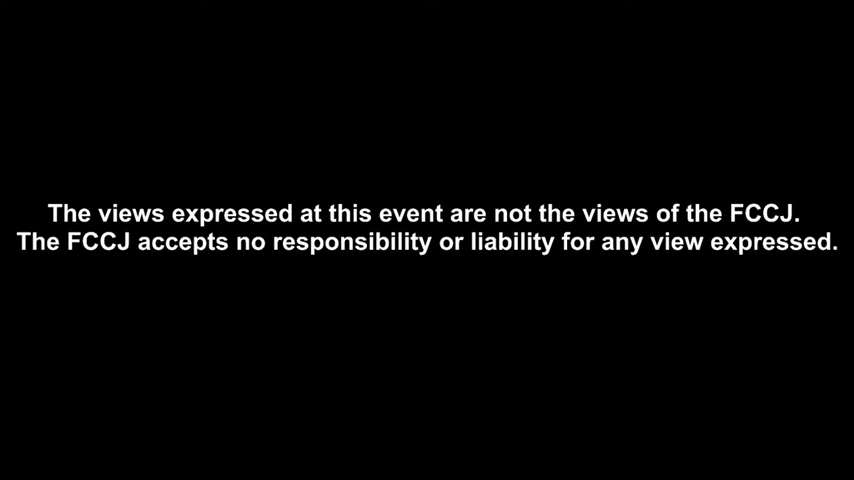 The views expressed at this event are not the views of the FCCJ.
The FCCJ accepts no responsibility or liability for any view expressed.